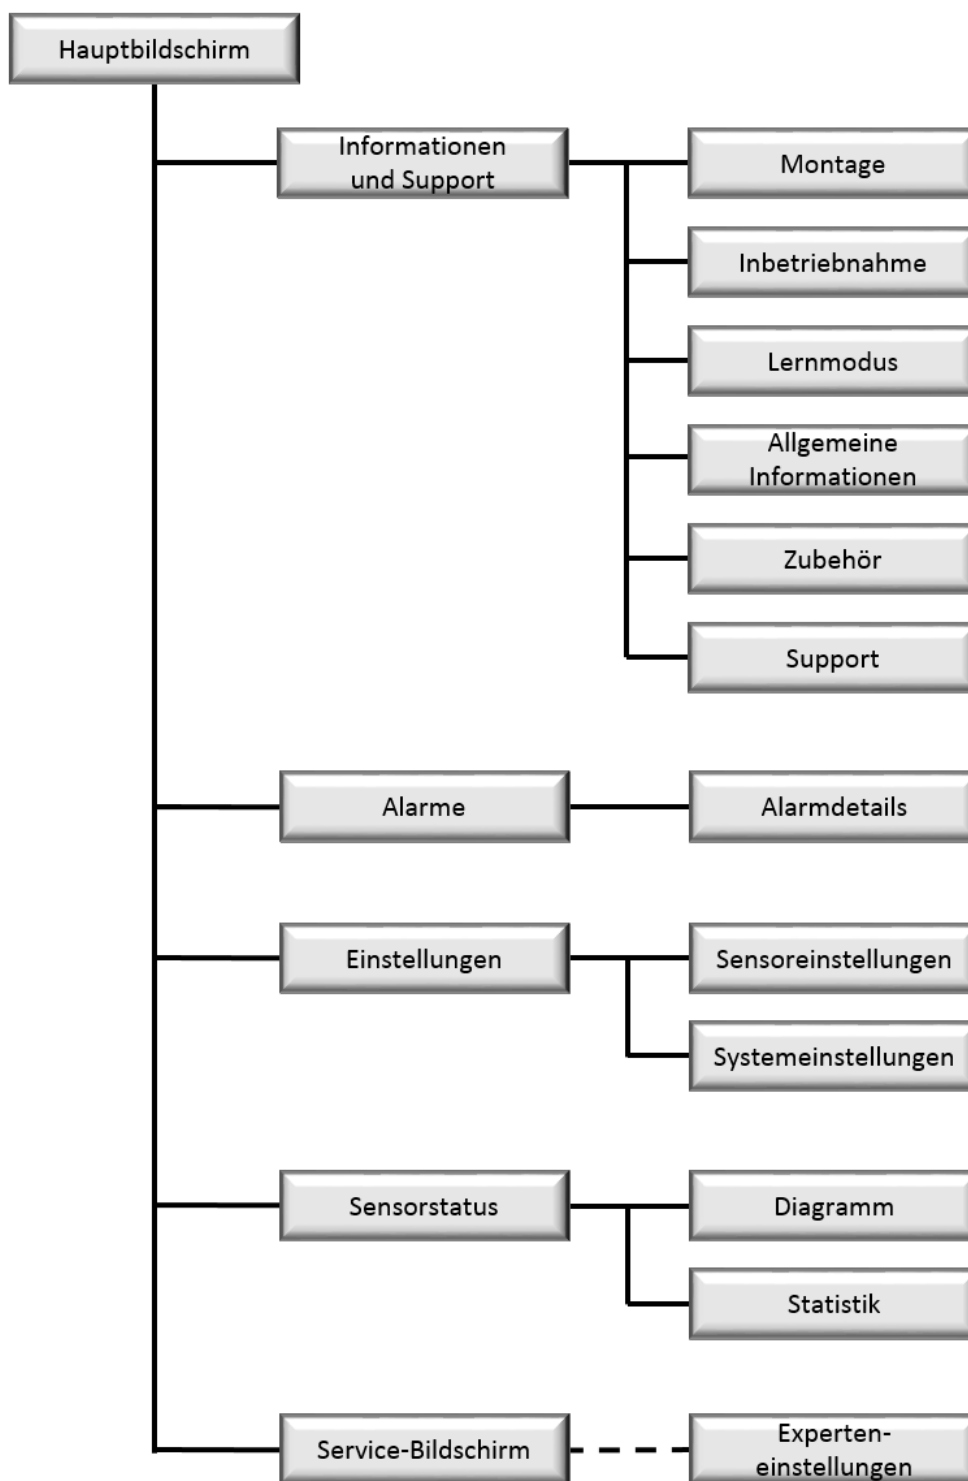 Hauptbildschirm
Informationen
und Support
Montage
Inbetriebnahme
Lernmodus
Allgemeine
Informationen
Zubehör
Support
Alarme
Alarmdetails
Einstellungen
Sensoreinstellungen
Systemeinstellungen
Sensorstatus
Diagramm
Statistik
Service-Bildschirm
Experten-
einstellungen